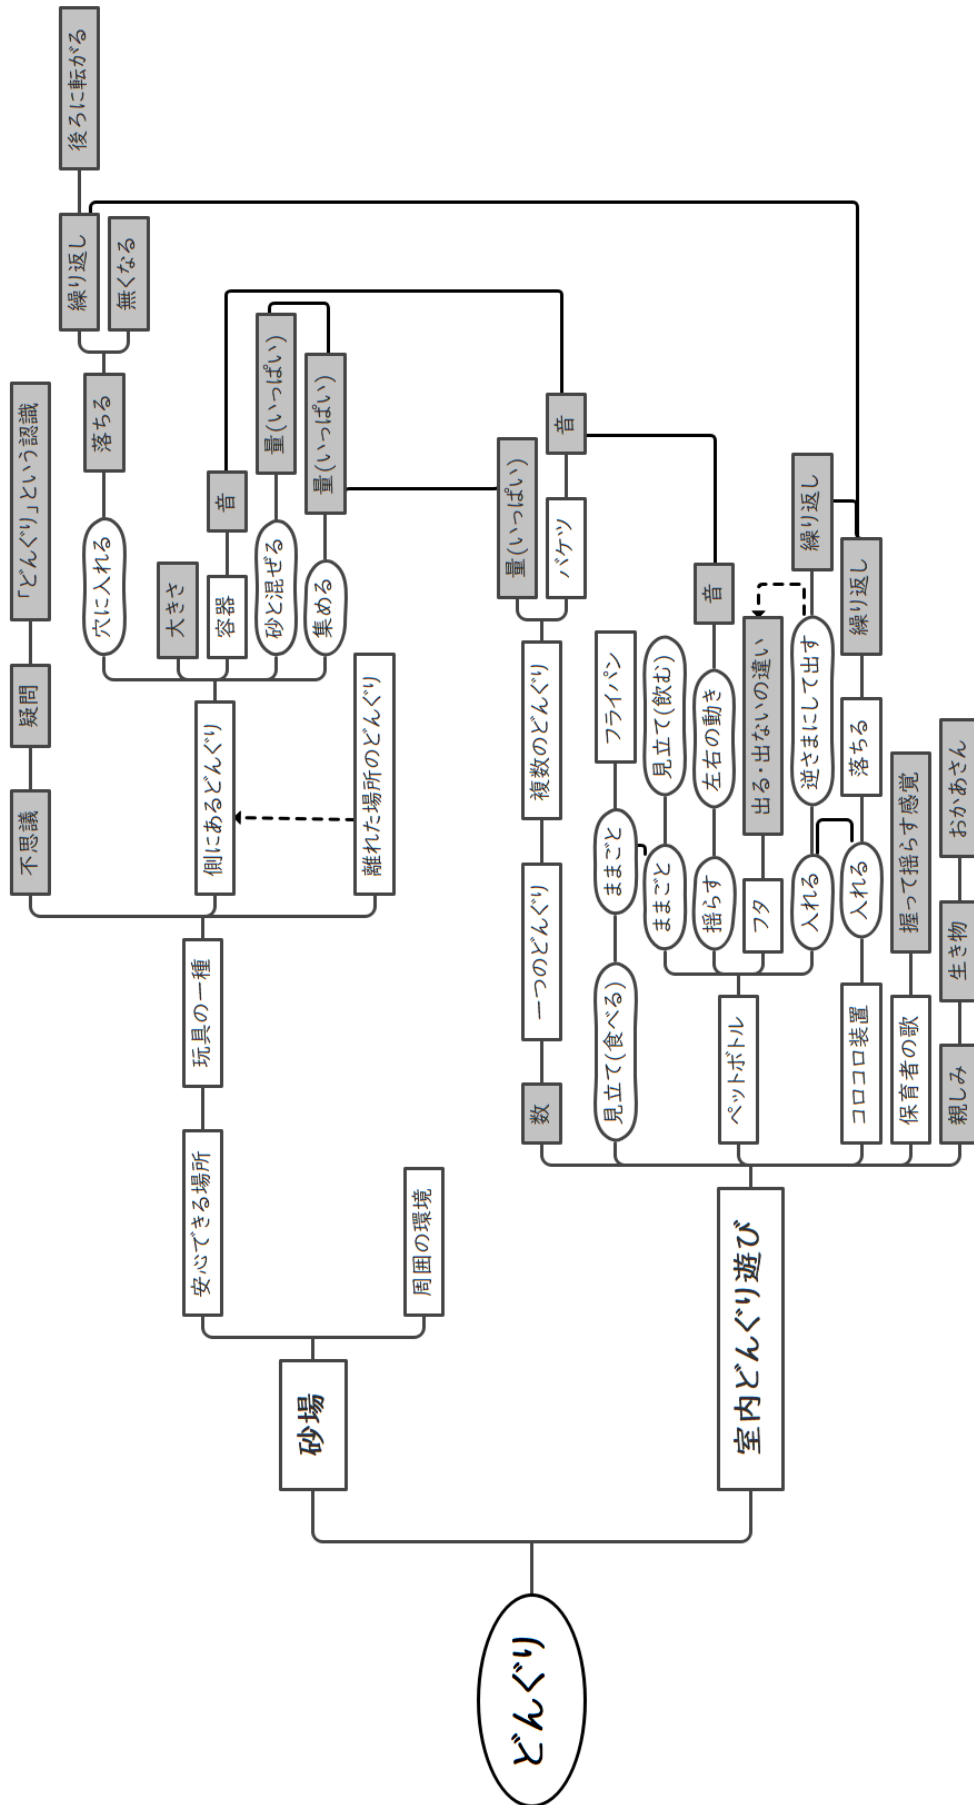 どんぐり
砂場
安心できる場所
玩具の一種
不思議
疑問
「どんぐり」という認識
側にあるどんぐり
穴に入れる
落ちる
繰り返し
後ろに転がる
無くなる
大きさ
容器
音
砂と混ぜる
量(いっぱい)
集める
量(いっぱい)
離れた場所のどんぐり
周囲の環境
室内どんぐり遊び
数
一つのどんぐり
複数のどんぐり
量(いっぱい)
バケツ
音
見立て(食べる)
ままごと
フライパン
ペットボトル
ままごと
見立て(飲む)
揺らす
左右の動き
音
フタ
出る・出ないの違い
入れる
逆さまにして出す
繰り返し
コロコロ装置
入れる
落ちる
繰り返し
保育者の歌
握って揺らす感覚
親しみ
生き物
おかあさん